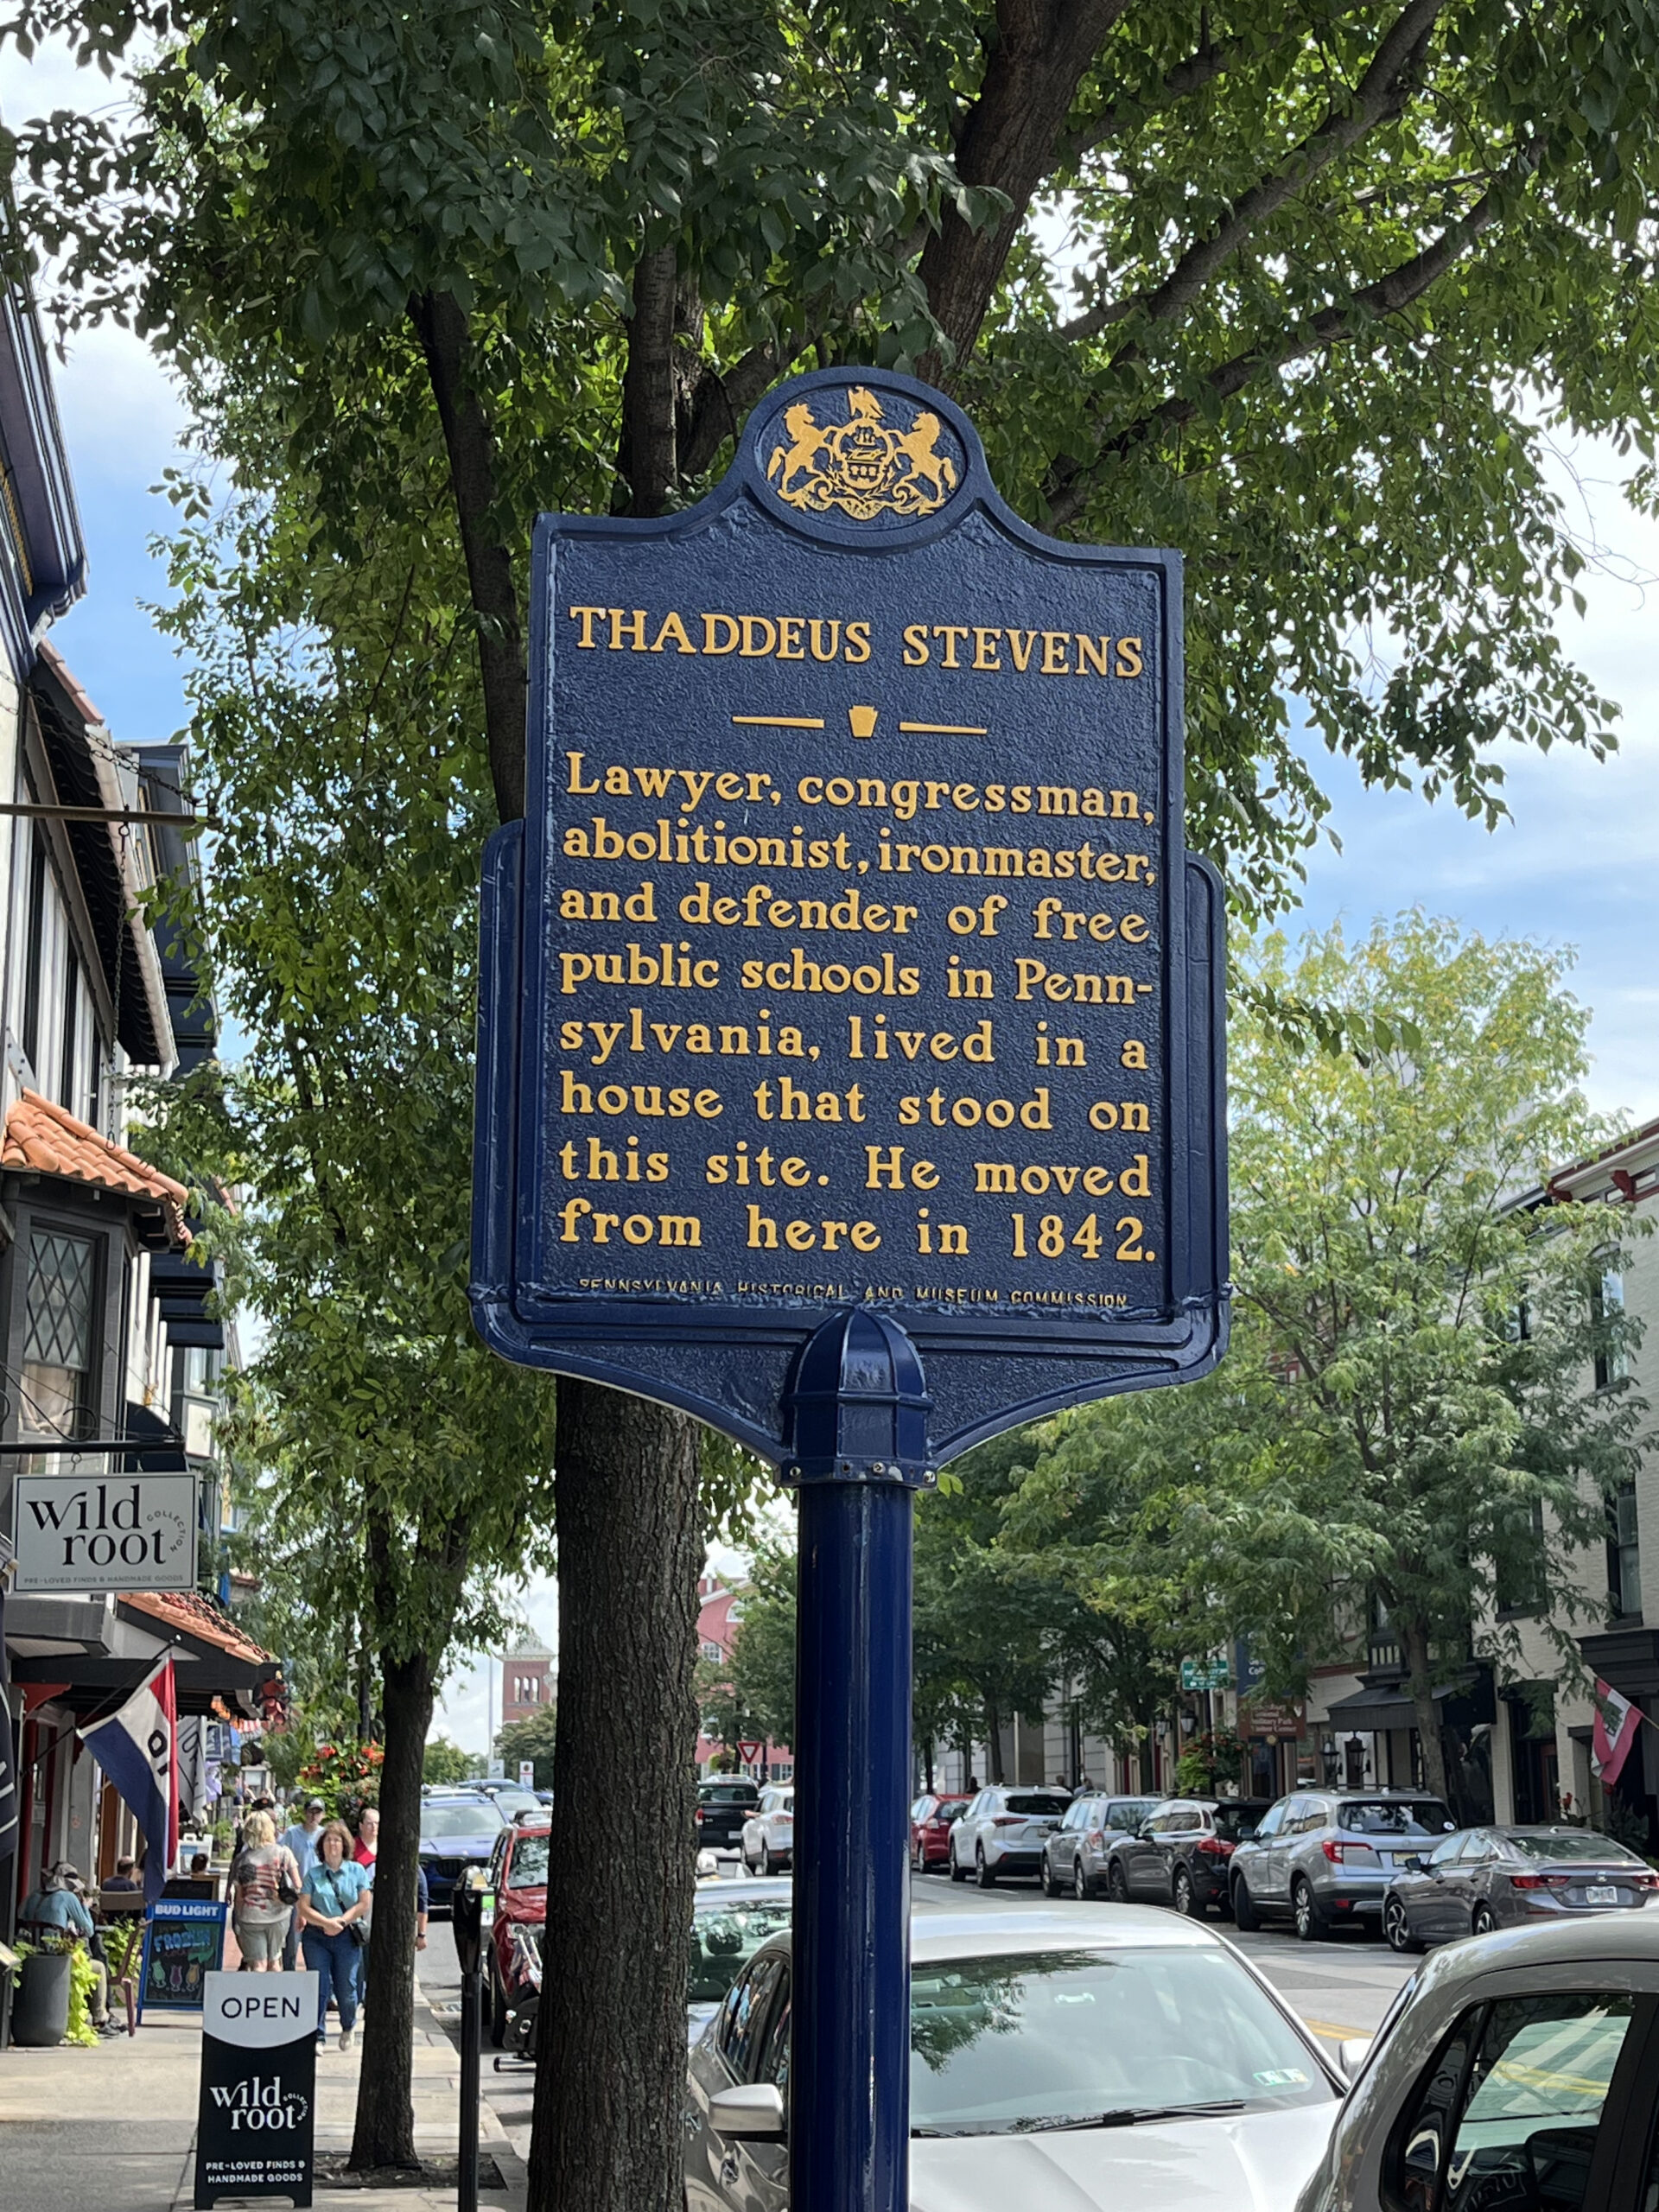 THADDEUS STEVENS
Lawyer, congressman,
abolitionist, ironmaster,
and defender of free
public schools in Penn-
sylvania, lived in a
house that stood on
this site. He moved
from here in 1842.
PENNSYLVANIA HISTORICAL AND MUSEUM COMMISSION
wild
root
COLLECTION
PRE-LOVED FINDS & HANDMADE GOODS
BUD LIGHT
FROZEN
OPEN
wild
root
COLLECTION
PRE-LOVED FINDS &
HANDMADE GOODS